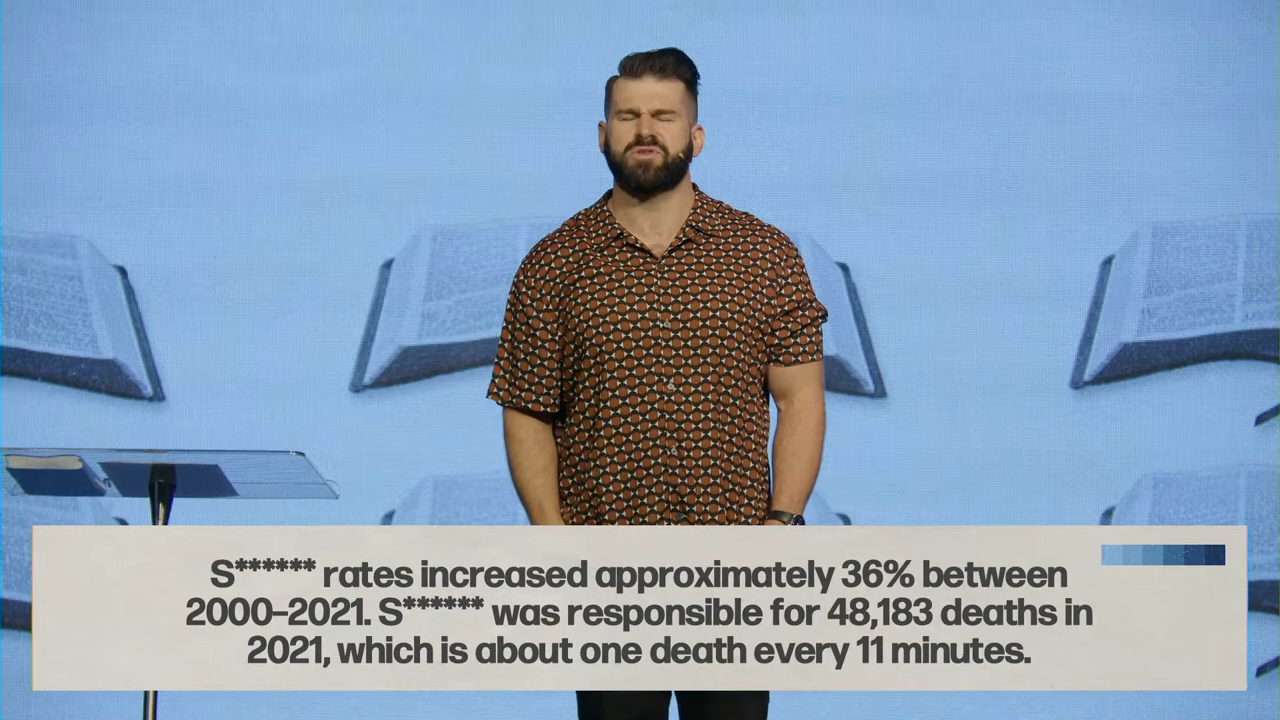 S****** rates increased approximately 36% between
2000–2021. S****** was responsible for 48,183 deaths in
2021, which is about one death every 11 minutes.